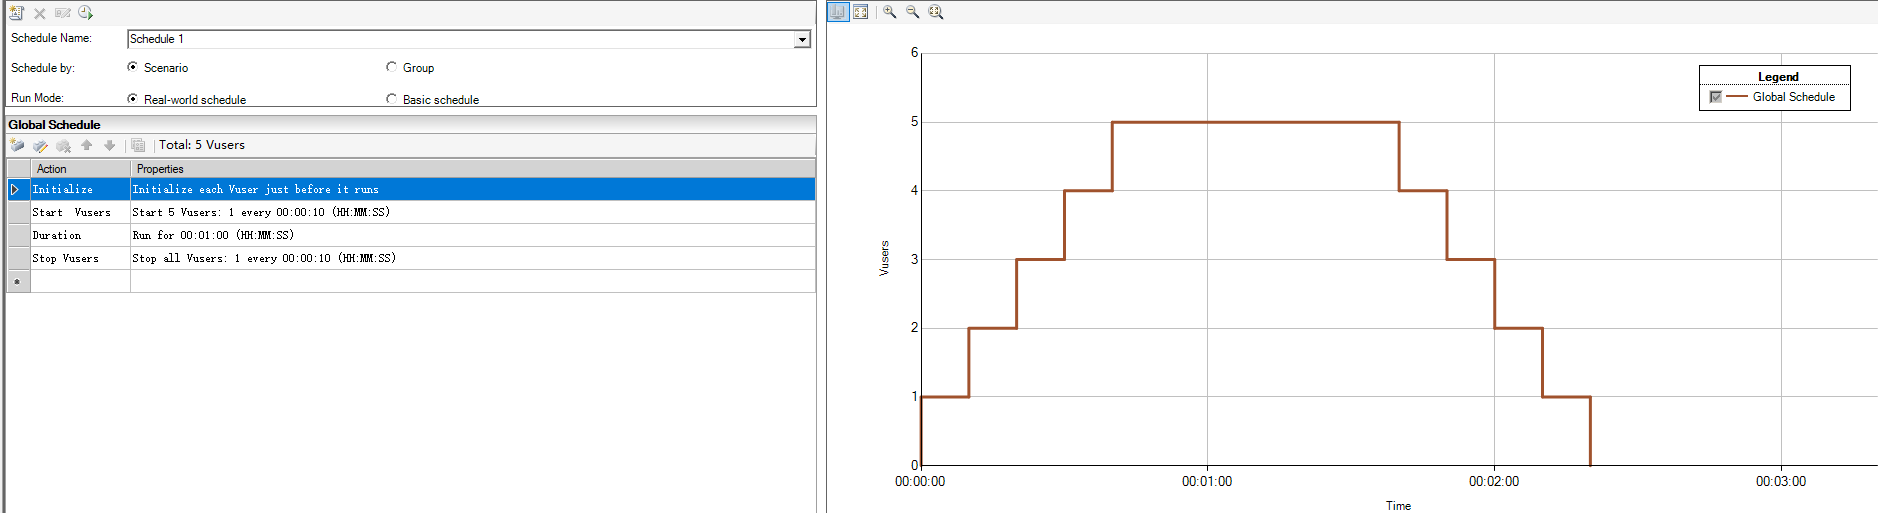 Schedule Name: Schedule 1
Schedule by: Scenario Group
Run Mode: Real-world schedule Basic schedule
Global Schedule
Total: 5 Vusers
Action Properties
Initialize Initialize each Vuser just before it runs
Start Vusers Start 5 Vusers: 1 every 00:00:10 (HH:MM:SS)
Duration Run for 00:01:00 (HH:MM:SS)
Stop Vusers Stop all Vusers: 1 every 00:00:10 (HH:MM:SS)
*
6
5
4
3
2
1
0
Vusers
00:00:00 00:01:00 00:02:00 00:03:00
Time
Legend
Global Schedule